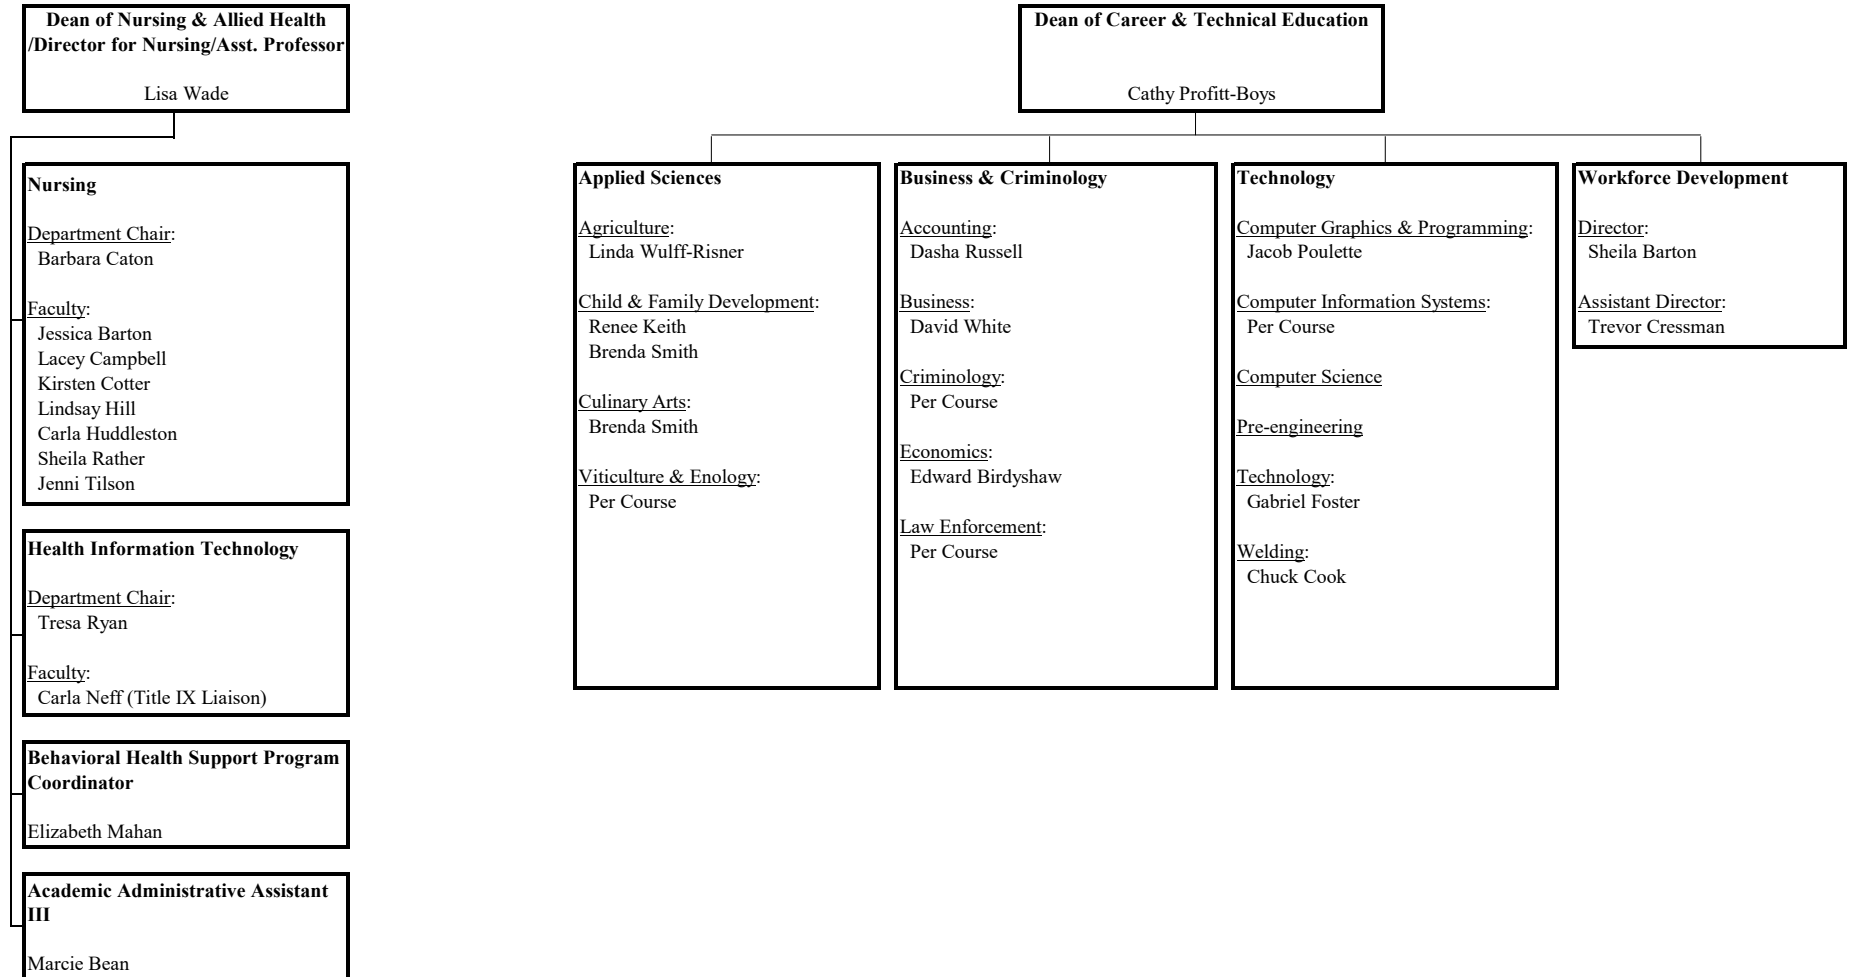 Dean of Nursing & Allied Health
/Director for Nursing/Asst. Professor
Lisa Wade
Nursing
Department Chair:
Barbara Caton
Faculty:
Jessica Barton
Lacey Campbell
Kirsten Cotter
Lindsay Hill
Carla Huddleston
Sheila Rather
Jenni Tilson
Health Information Technology
Department Chair:
Tresa Ryan
Faculty:
Carla Neff (Title IX Liaison)
Behavioral Health Support Program
Coordinator
Elizabeth Mahan
Academic Administrative Assistant
III
Marcie Bean
Dean of Career & Technical Education
Cathy Profitt-Boys
Applied Sciences
Agriculture:
Linda Wulff-Risner
Child & Family Development:
Renee Keith
Brenda Smith
Culinary Arts:
Brenda Smith
Viticulture & Enology:
Per Course
Business & Criminology
Accounting:
Dasha Russell
Business:
David White
Criminology:
Per Course
Economics:
Edward Birdyshaw
Law Enforcement:
Per Course
Technology
Computer Graphics & Programming:
Jacob Poulette
Computer Information Systems:
Per Course
Computer Science
Pre-engineering
Technology:
Gabriel Foster
Welding:
Chuck Cook
Workforce Development
Director:
Sheila Barton
Assistant Director:
Trevor Cressman